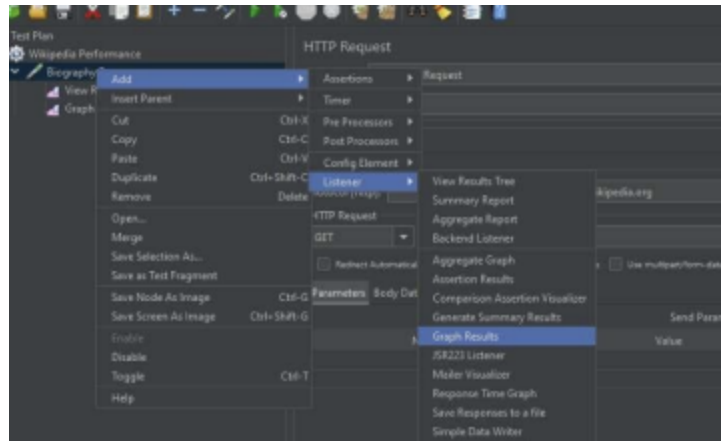 Test Plan
Wikipedia Performance
Biography
View R
Graph
HTTP Request
Request
Add
Insert Parent
Cut Ctrl-X
Copy Ctrl-C
Paste Ctrl-V
Duplicate Ctrl+Shift-C
Remove Delete
Open...
Merge
Save Selection As...
Save as Test Fragment
Save Node As Image Ctrl-G
Save Screen As Image Ctrl+Shift-G
Enable
Disable
Toggle Ctrl-T
Help
Assertions
Timer
Pre Processors
Post Processors
Config Element
Listener
View Results Tree
Summary Report
Aggregate Report
Backend Listener
Aggregate Graph
Assertion Results
Comparison Assertion Visualizer
Generate Summary Results
Graph Results
JSR223 Listener
Mailer Visualizer
Response Time Graph
Save Responses to a file
Simple Data Writer
kipedia.org
HTTP Request
GET
Redirect Automatical
Use multipart/form-data
Parameters Body Dat
Send Para
Value